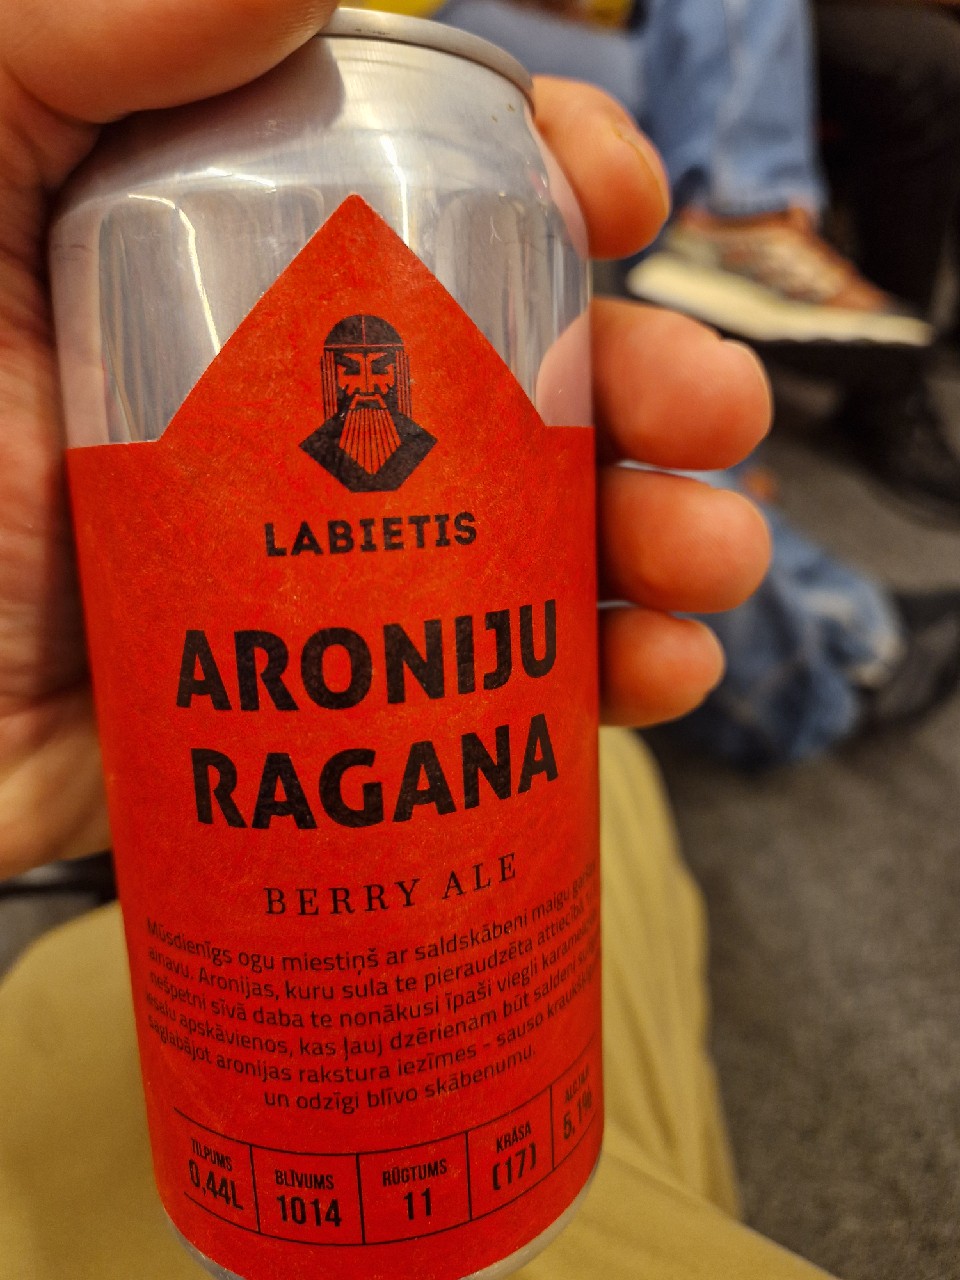 LABIETIS
ARONIJU
RAGANA
BERRY ALE
Mūsdienīgs ogu miestiņš ar saldskābeni maigu
ainavu. Aronijas, kuru sula te pieraudzēta attiecībā
nešpetni sīvā daba te nonākusi īpaši viegli
iesalu apskāvienos, kas ļauj dzērienam būt saldeni
saglabājot aronijas rakstura iezīmes - sauso
un odzīgi blīvo skābenumu.
TILPUMS BLĪVUMS RŪGTUMS KRĀSA
0,44L 1014 11 (17) 5,1%